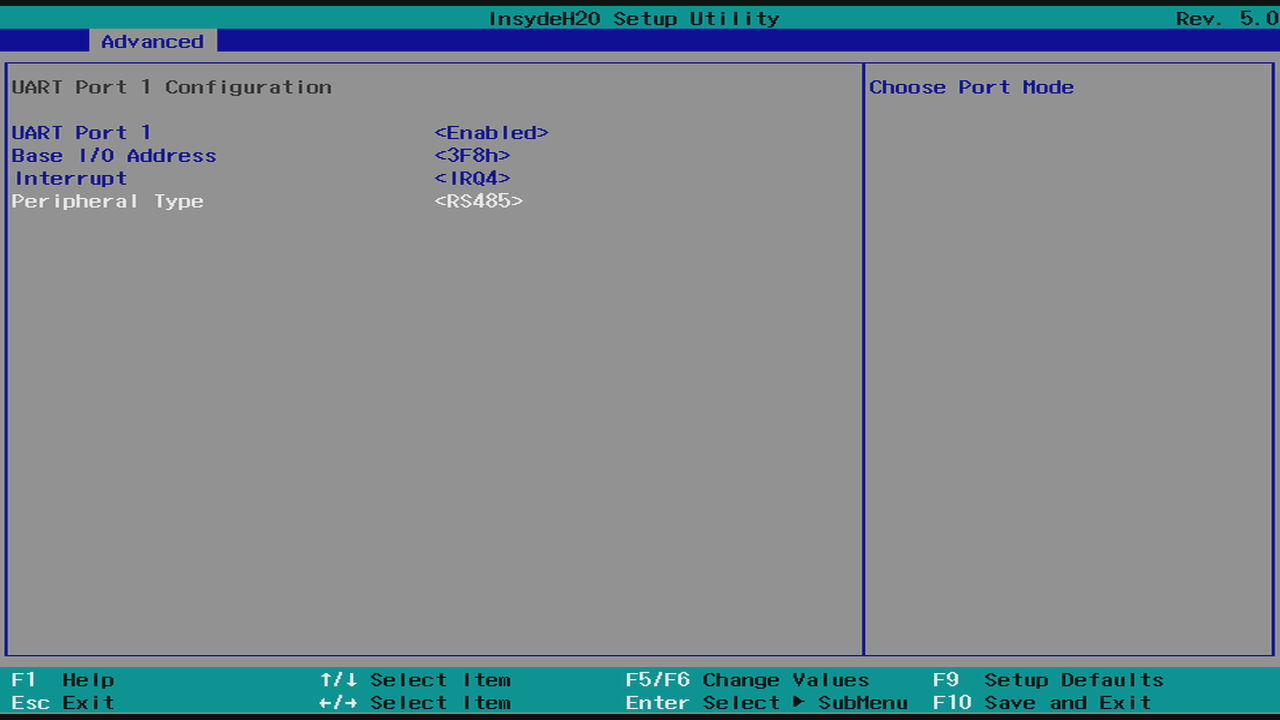 InsydeH20 Setup Utility Rev. 5.0
Advanced
UART Port 1 Configuration
UART Port 1 <Enabled>
Base I/O Address <3F8h>
Interrupt <IRQ4>
Peripheral Type <RS485>
Choose Port Mode
F1 Help ↑/↓ Select Item F5/F6 Change Values F9 Setup Defaults
Esc Exit ←/→ Select Item Enter Select ► SubMenu F10 Save and Exit